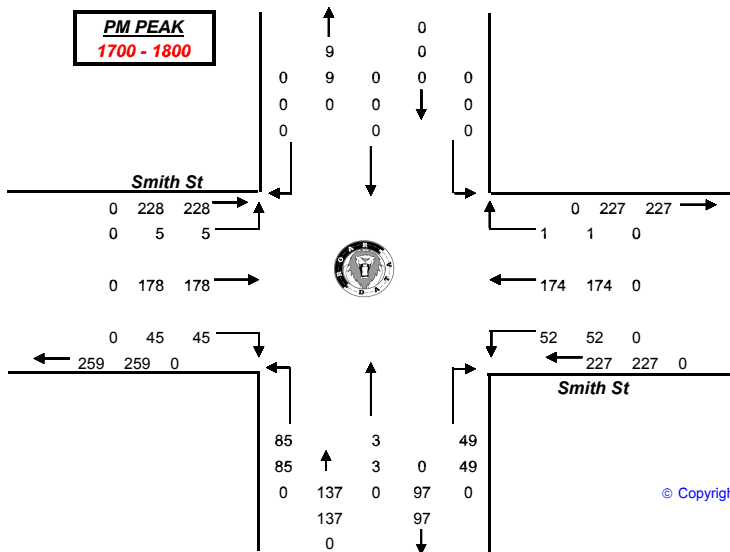 PM PEAK
1700 - 1800
0
9 0
0 9 0 0 0
0 0 0 0
0 0 0
Smith St
0 228 228
0 5 5
0 178 178
0 45 45
259 259 0
ROAR DATA
0 227 227
1 1 0
174 174 0
52 52 0
227 227 0
Smith St
85 3 49
85 3 0 49
0 137 0 97 0
137 97
0
© Copyrigh